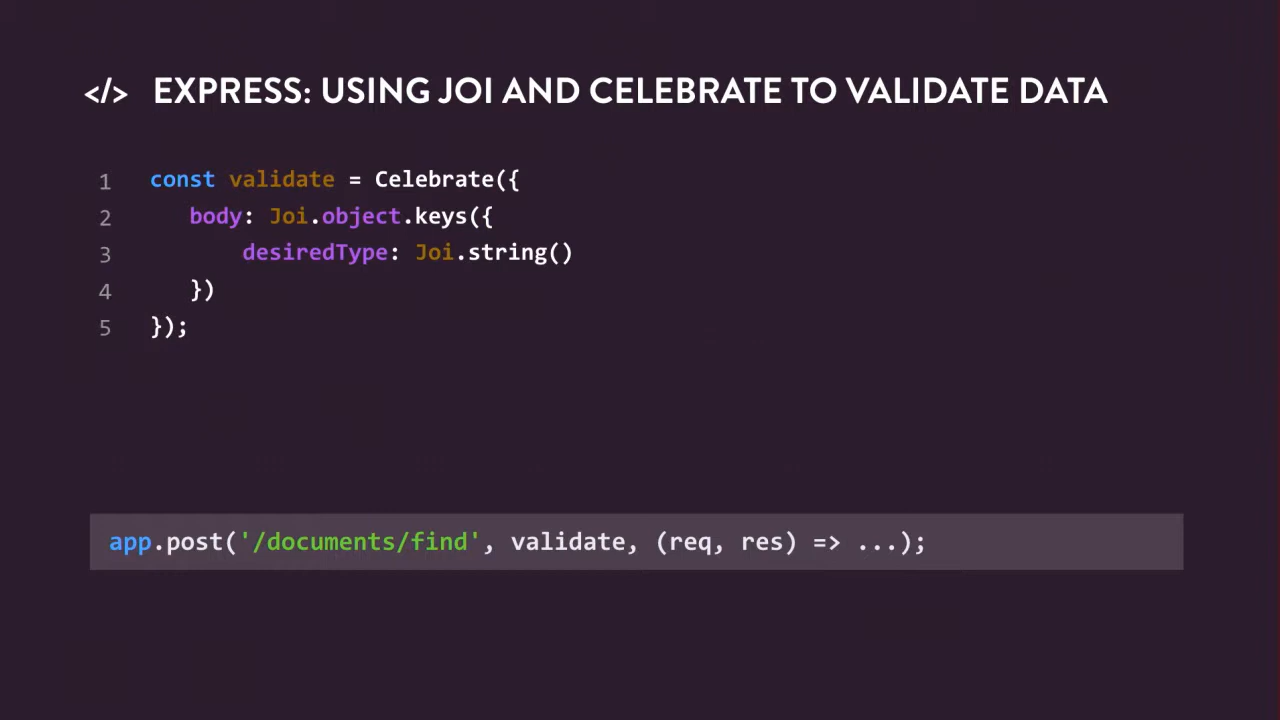 </> EXPRESS: USING JOI AND CELEBRATE TO VALIDATE DATA
1 const validate = Celebrate({
2 body: Joi.object.keys({
3 desiredType: Joi.string()
4 })
5 });
app.post('/documents/find', validate, (req, res) => ...);